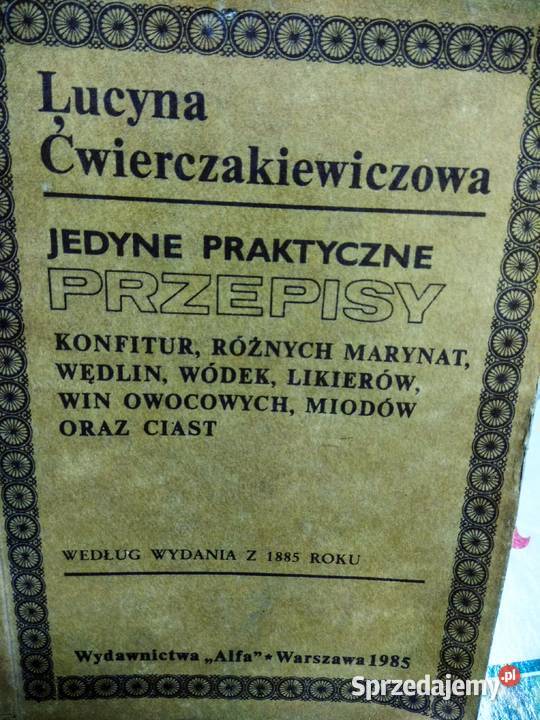 Lucyna
Ćwierczakiewiczowa
JEDYNE PRAKTYCZNE
PRZEPISY
KONFITUR, RÓŻNYCH MARYNAT,
WĘDLIN, WÓDEK, LIKIERÓW,
WIN OWOCOWYCH, MIODÓW
ORAZ CIAST
WEDŁUG WYDANIA Z 1885 ROKU
Wydawnictwa „Alfa”★Warszawa 1985
Sprzedajemy.pl